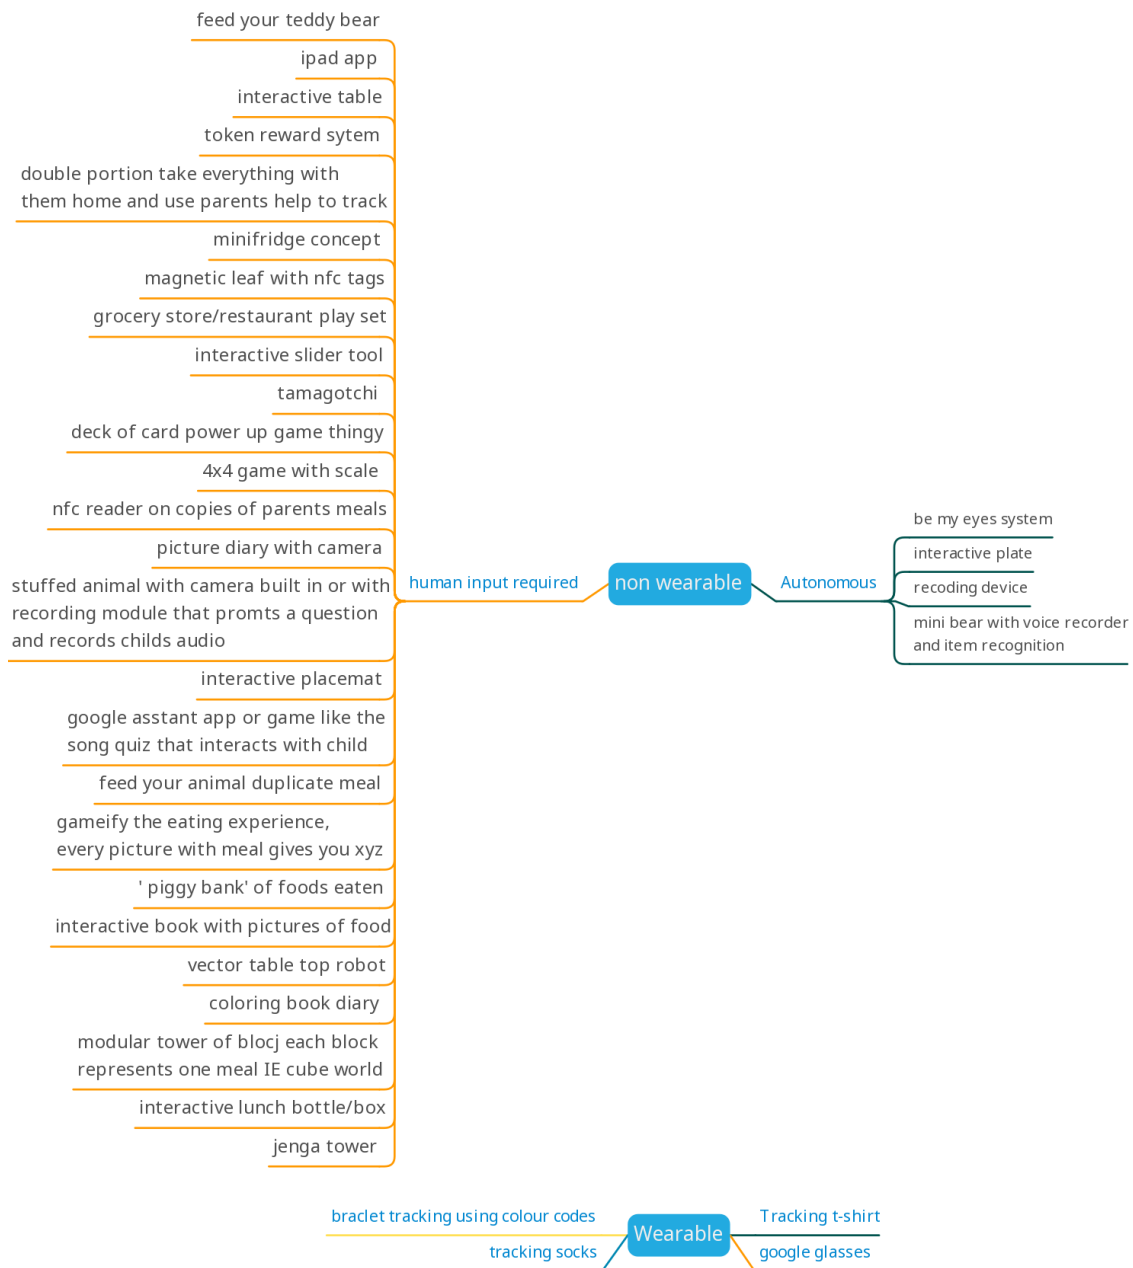 feed your teddy bear
ipad app
interactive table
token reward sytem
double portion take everything with
them home and use parents help to track
minifridge concept
magnetic leaf with nfc tags
grocery store/restaurant play set
interactive slider tool
tamagotchi
deck of card power up game thingy
4x4 game with scale
nfc reader on copies of parents meals
picture diary with camera
stuffed animal with camera built in or with
recording module that promts a question
and records childs audio
interactive placemat
google asstant app or game like the
song quiz that interacts with child
feed your animal duplicate meal
gameify the eating experience,
every picture with meal gives you xyz
' piggy bank' of foods eaten
interactive book with pictures of food
vector table top robot
coloring book diary
modular tower of blocj each block
represents one meal IE cube world
interactive lunch bottle/box
jenga tower
human input required
non wearable
Autonomous
be my eyes system
interactive plate
recoding device
mini bear with voice recorder
and item recognition
braclet tracking using colour codes
tracking socks
Wearable
Tracking t-shirt
google glasses